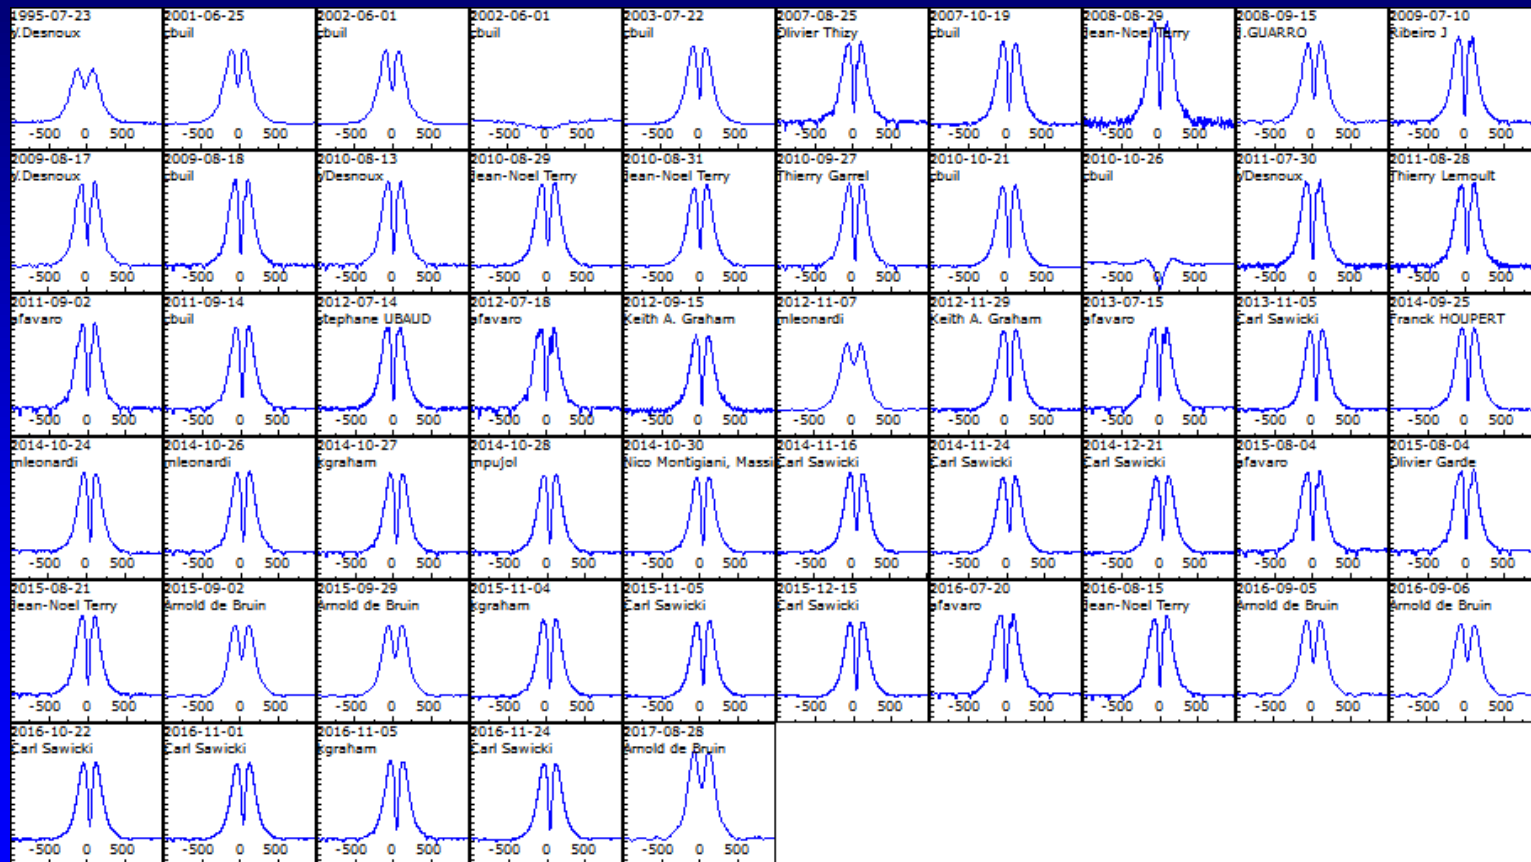 1995-07-23 2001-06-25 2002-06-01 2002-06-01 2003-07-22 2007-08-25 2007-10-19 2008-08-29 2008-09-15 2009-07-10
V.Desnoux cbuil cbuil cbuil cbuil Olivier Thizy cbuil Jean-Noel Terry J.GUARRO Ribeiro J
-500 0 500 -500 0 500 -500 0 500 -500 0 500 -500 0 500 -500 0 500 -500 0 500 -500 0 500 -500 0 500 -500 0 500
2009-08-17 2009-08-18 2010-08-13 2010-08-29 2010-08-31 2010-09-27 2010-10-21 2010-10-26 2011-07-30 2011-08-28
V.Desnoux cbuil VDesnoux Jean-Noel Terry Jean-Noel Terry Thierry Garrel cbuil cbuil VDesnoux Thierry Lemoult
-500 0 500 -500 0 500 -500 0 500 -500 0 500 -500 0 500 -500 0 500 -500 0 500 -500 0 500 -500 0 500 -500 0 500
2011-09-02 2011-09-14 2012-07-14 2012-07-18 2012-09-15 2012-11-07 2012-11-29 2013-07-15 2013-11-05 2014-09-25
afavaro cbuil stephane UBAUD afavaro Keith A. Graham mleonardi Keith A. Graham afavaro Carl Sawicki Franck HOUPERT
-500 0 500 -500 0 500 -500 0 500 -500 0 500 -500 0 500 -500 0 500 -500 0 500 -500 0 500 -500 0 500 -500 0 500
2014-10-24 2014-10-26 2014-10-27 2014-10-28 2014-10-30 2014-11-16 2014-11-24 2014-12-21 2015-08-04 2015-08-04
mleonardi mleonardi kgraham mpujol Nico Montigiani, Massi Carl Sawicki Carl Sawicki Carl Sawicki afavaro Olivier Garde
-500 0 500 -500 0 500 -500 0 500 -500 0 500 -500 0 500 -500 0 500 -500 0 500 -500 0 500 -500 0 500 -500 0 500
2015-08-21 2015-09-02 2015-09-29 2015-11-04 2015-11-05 2015-12-15 2016-07-20 2016-08-15 2016-09-05 2016-09-06
Jean-Noel Terry Arnold de Bruin Arnold de Bruin kgraham Carl Sawicki Carl Sawicki afavaro Jean-Noel Terry Arnold de Bruin Arnold de Bruin
-500 0 500 -500 0 500 -500 0 500 -500 0 500 -500 0 500 -500 0 500 -500 0 500 -500 0 500 -500 0 500 -500 0 500
2016-10-22 2016-11-01 2016-11-05 2016-11-24 2017-08-28
Carl Sawicki Carl Sawicki kgraham Carl Sawicki Arnold de Bruin
-500 0 500 -500 0 500 -500 0 500 -500 0 500 -500 0 500